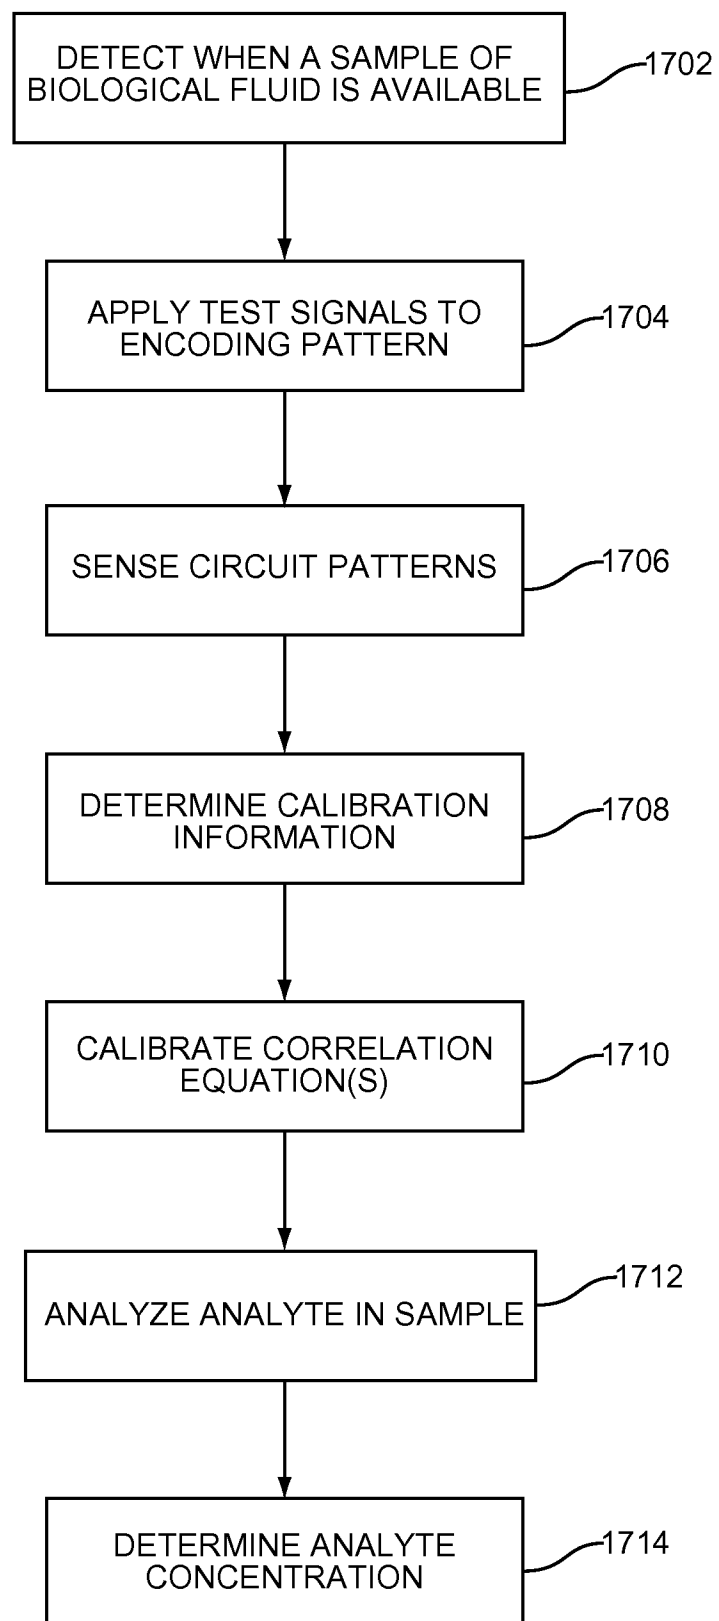 DETECT WHEN A SAMPLE OF
BIOLOGICAL FLUID IS AVAILABLE
1702
APPLY TEST SIGNALS TO
ENCODING PATTERN
1704
SENSE CIRCUIT PATTERNS
1706
DETERMINE CALIBRATION
INFORMATION
1708
CALIBRATE CORRELATION
EQUATION(S)
1710
ANALYZE ANALYTE IN SAMPLE
1712
DETERMINE ANALYTE
CONCENTRATION
1714